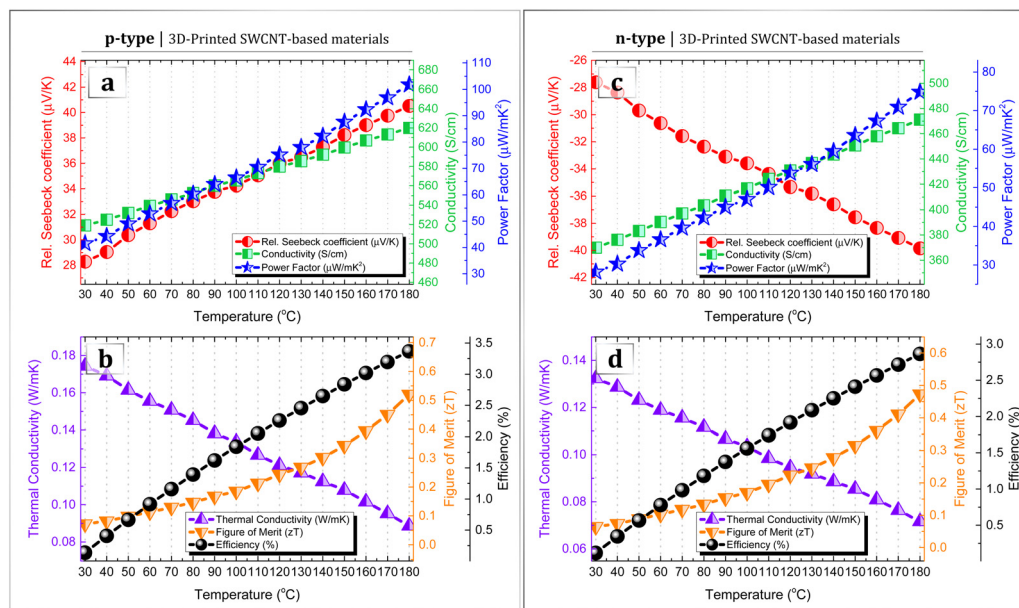 p-type | 3D-Printed SWCNT-based materials
a
Rel. Seebeck coefficient (μV/K)
44
42
40
38
36
34
32
30
28
680
660
640
620
600
580
560
540
520
500
480
460
Conductivity (S/cm)
110
100
90
80
70
60
50
40
30
Power Factor (μW/mK²)
Rel. Seebeck coefficient (μV/K)
Conductivity (S/cm)
Power Factor (μW/mK²)
30 40 50 60 70 80 90 100 110 120 130 140 150 160 170 180
Temperature (°C)
b
Thermal Conductivity (W/mK)
0.18
0.16
0.14
0.12
0.10
0.08
0.7
0.6
0.5
0.4
0.3
0.2
0.1
0.0
Figure of Merit (zT)
3.5
3.0
2.5
2.0
1.5
1.0
0.5
Efficiency (%)
Thermal Conductivity (W/mK)
Figure of Merit (zT)
Efficiency (%)
30 40 50 60 70 80 90 100 110 120 130 140 150 160 170 180
Temperature (°C)
n-type | 3D-Printed SWCNT-based materials
c
Rel. Seebeck coefficient (μV/K)
-26
-28
-30
-32
-34
-36
-38
-40
-42
500
480
460
440
420
400
380
360
Conductivity (S/cm)
80
70
60
50
40
30
Power Factor (μW/mK²)
Rel. Seebeck coefficient (μV/K)
Conductivity (S/cm)
Power Factor (μW/mK²)
30 40 50 60 70 80 90 100 110 120 130 140 150 160 170 180
Temperature (°C)
d
Thermal Conductivity (W/mK)
0.14
0.12
0.10
0.08
0.06
0.6
0.5
0.4
0.3
0.2
0.1
0.0
Figure of Merit (zT)
3.0
2.5
2.0
1.5
1.0
0.5
Efficiency (%)
Thermal Conductivity (W/mK)
Figure of Merit (zT)
Efficiency (%)
30 40 50 60 70 80 90 100 110 120 130 140 150 160 170 180
Temperature (°C)